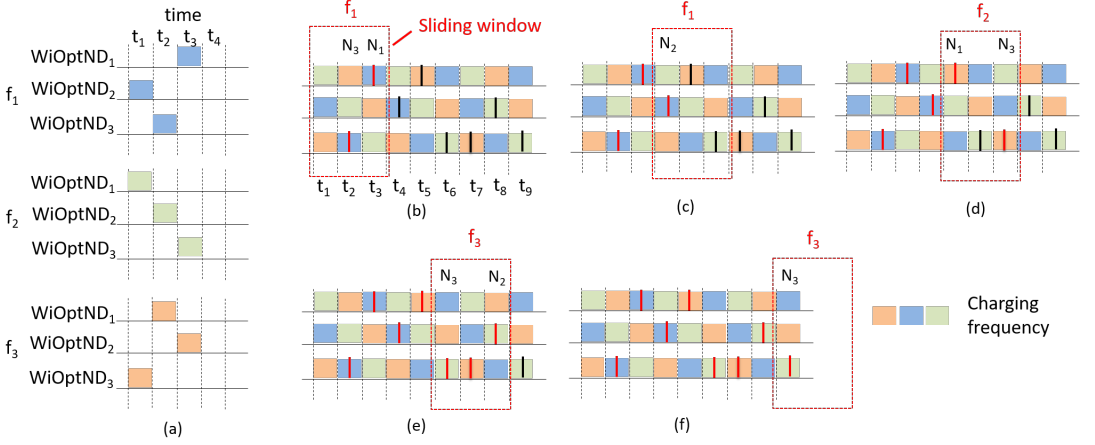 time
t1 t2 t3 t4
f1
WiOptND1
WiOptND2
WiOptND3
f2
WiOptND1
WiOptND2
WiOptND3
f3
WiOptND1
WiOptND2
WiOptND3
(a)
f1
Sliding window
N3 N1
t1 t2 t3 t4 t5 t6 t7 t8 t9
(b)
f1
N2
(c)
f2
N1 N3
(d)
f3
N3 N2
(e)
f3
N3
(f)
Charging
frequency